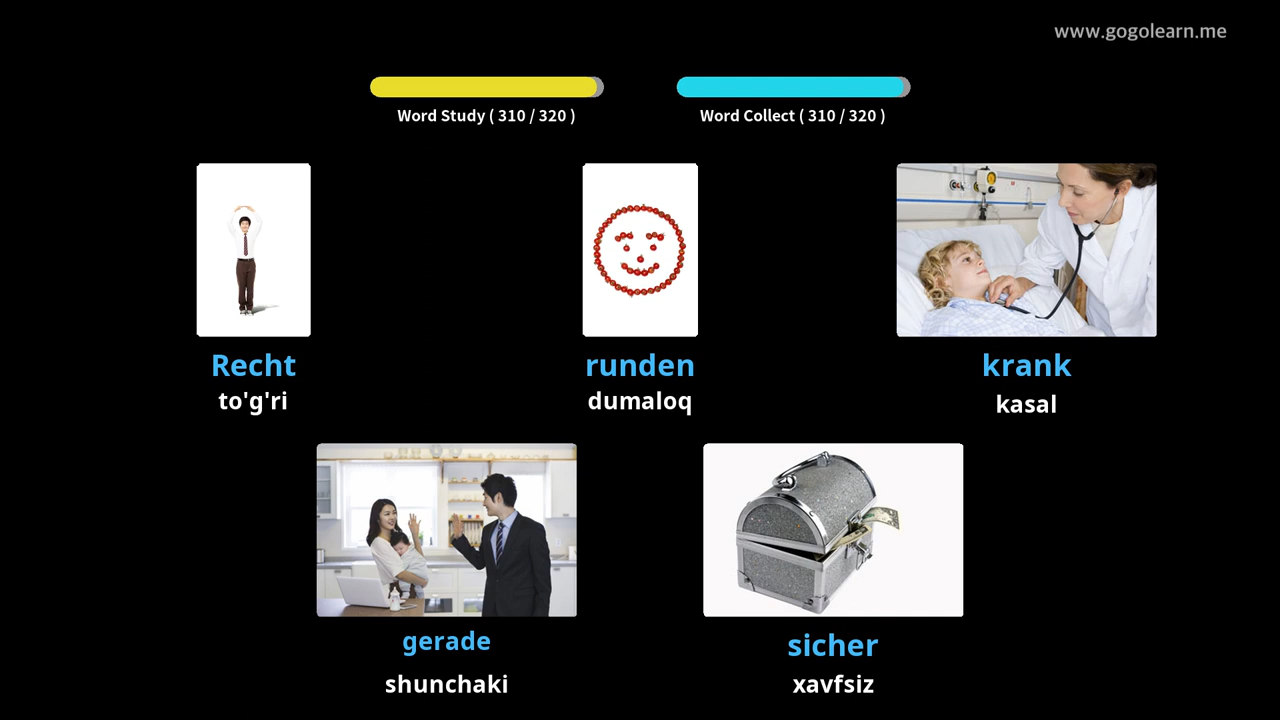 www.gogolearn.me
Word Study ( 310 / 320 )
Word Collect ( 310 / 320 )
Recht
to'g'ri
runden
dumaloq
krank
kasal
gerade
shunchaki
sicher
xavfsiz